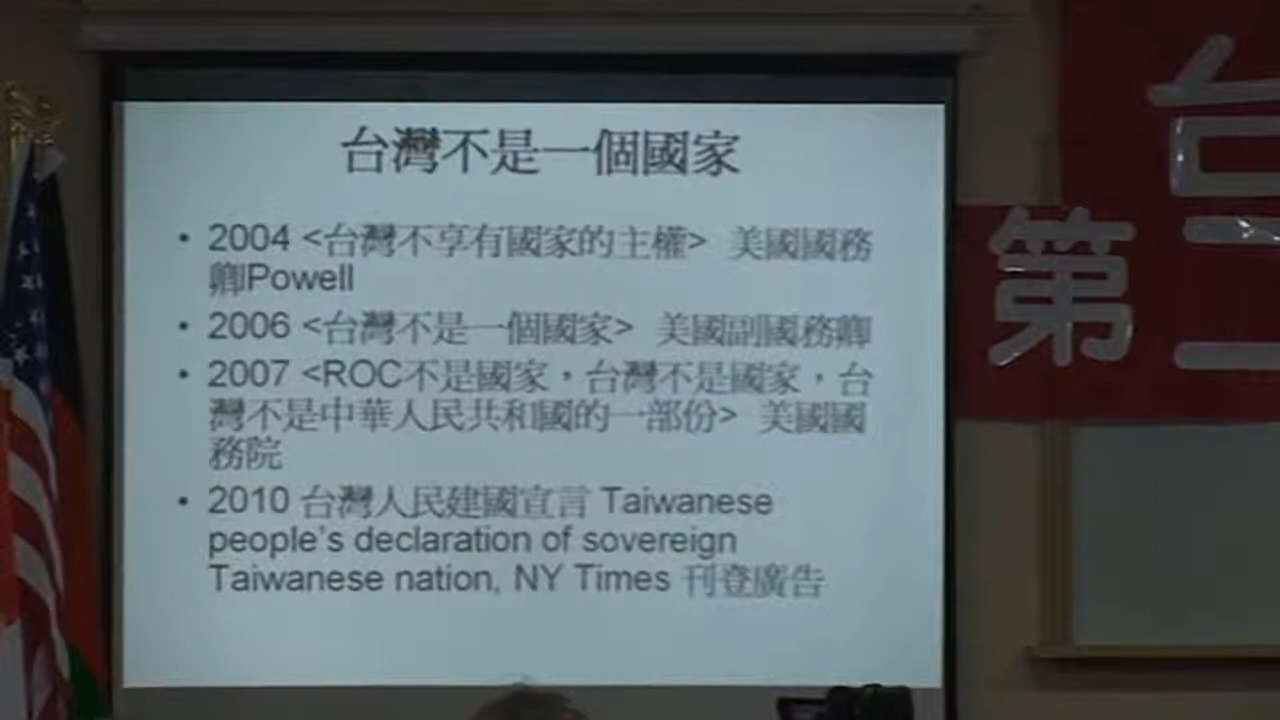 台灣不是一個國家
• 2004 <台灣不享有國家的主權> 美國國務
卿Powell
• 2006 <台灣不是一個國家> 美國副國務卿
• 2007 <ROC不是國家，台灣不是國家，台
灣不是中華人民共和國的一部份> 美國國
務院
• 2010 台灣人民建國宣言 Taiwanese
people's declaration of sovereign
Taiwanese nation, NY Times 刊登廣告
台
第